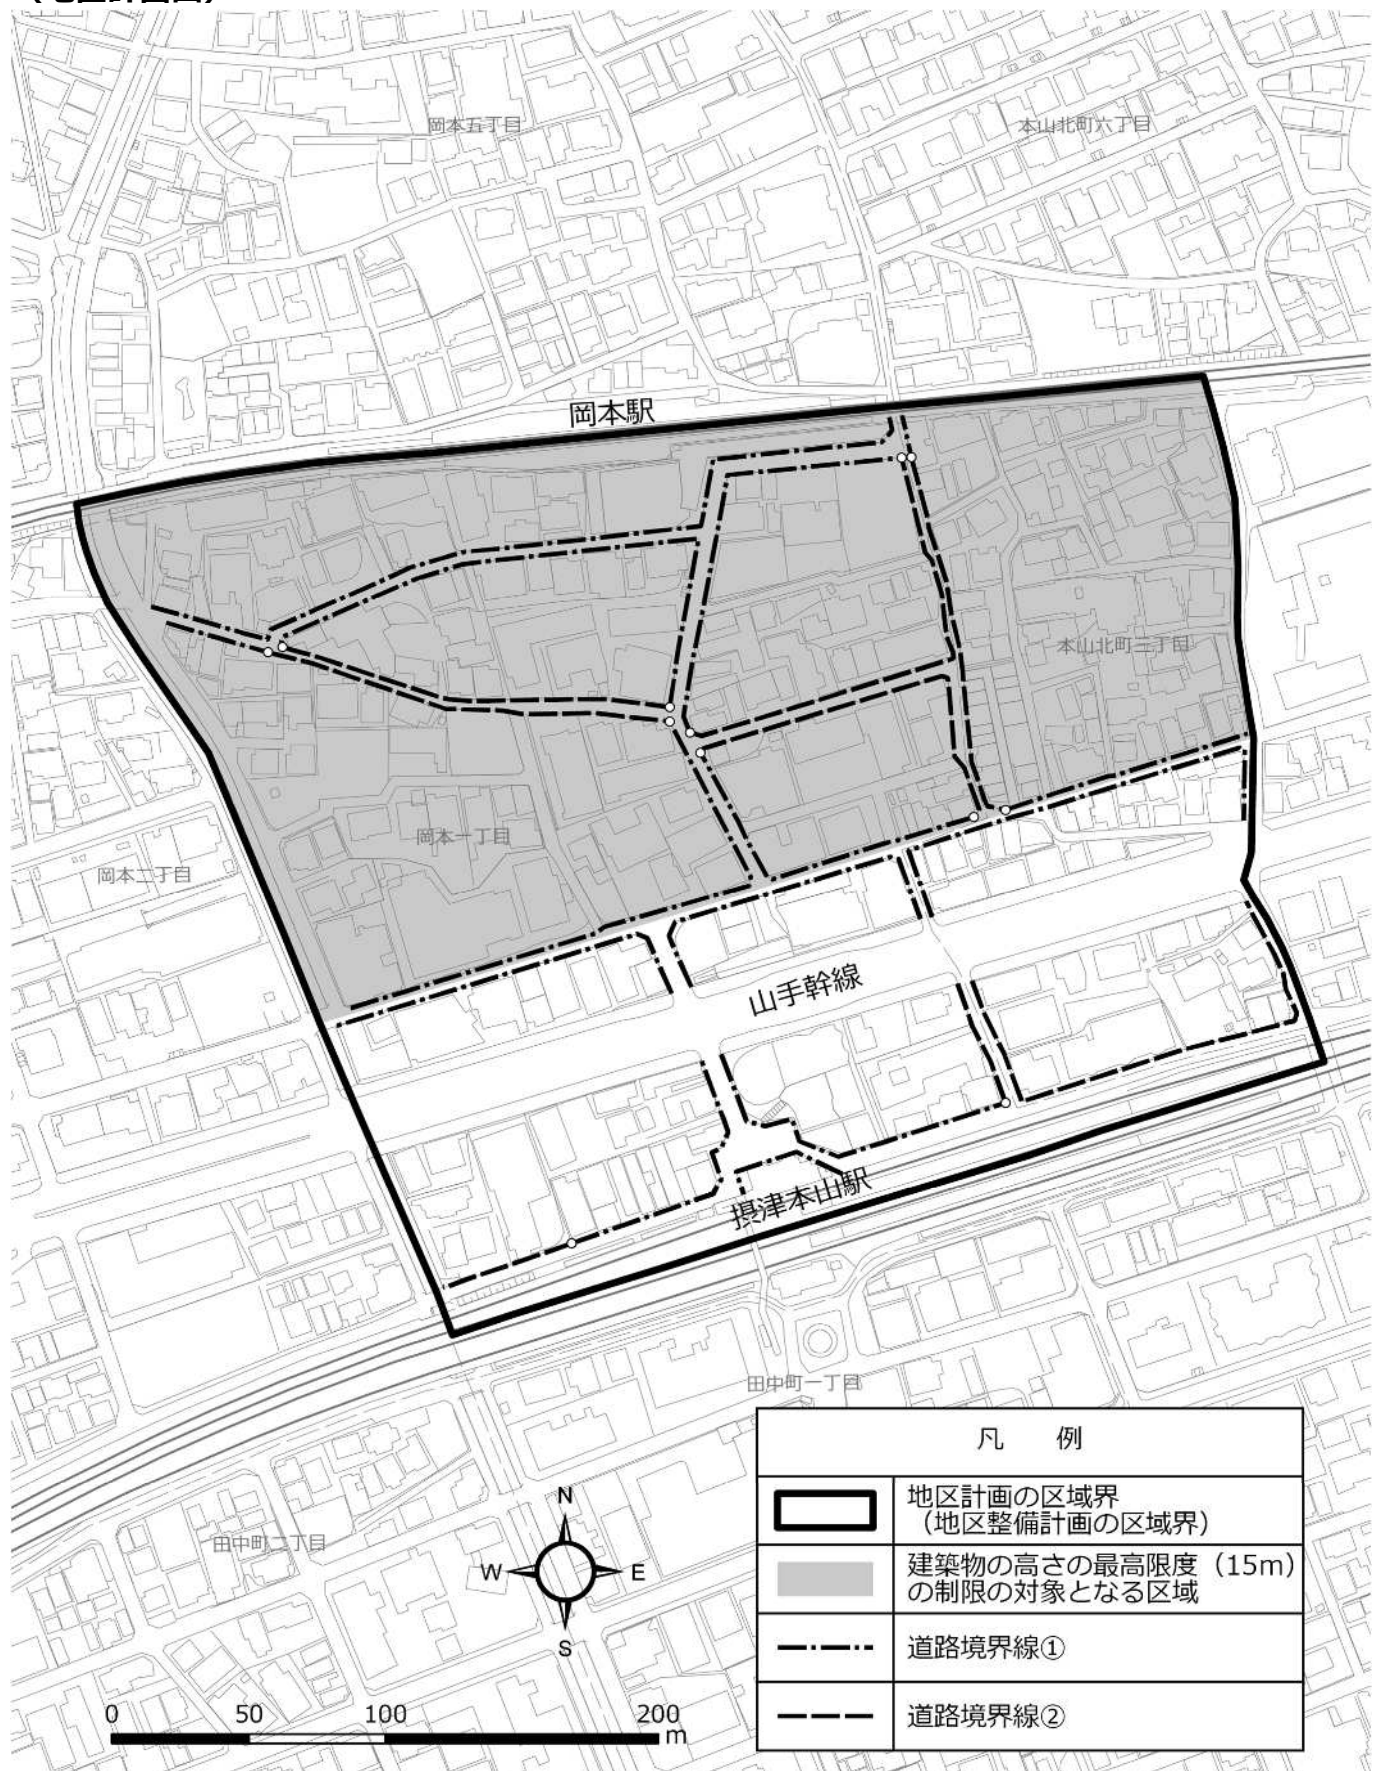 岡本五丁目
本山北町六丁目
岡本駅
本山北町三丁目
岡本一丁目
岡本二丁目
山手幹線
摂津本山駅
田中町一丁目
田中町二丁目
凡 例
地区計画の区域界
（地区整備計画の区域界）
建築物の高さの最高限度（15m）
の制限の対象となる区域
道路境界線①
道路境界線②
N
W E
S
0 50 100 200
m